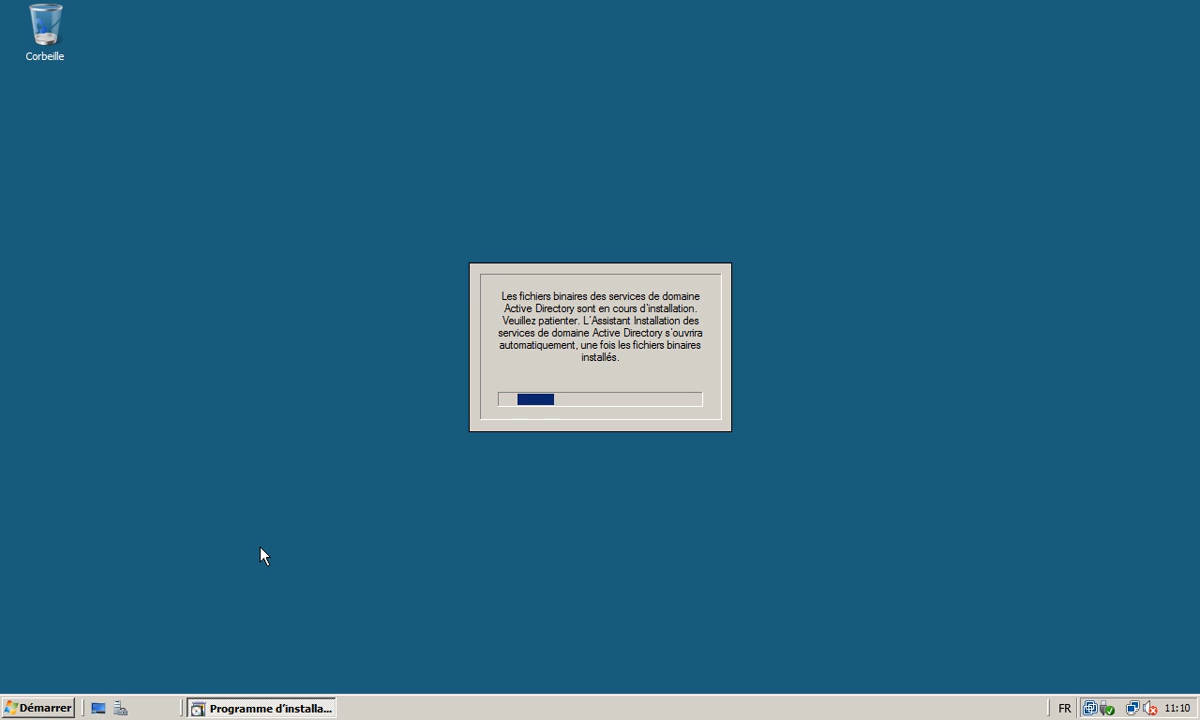 Corbeille
Les fichiers binaires des services de domaine
Active Directory sont en cours d'installation.
Veuillez patienter. L'Assistant Installation des
services de domaine Active Directory s'ouvrira
automatiquement, une fois les fichiers binaires
installés.
Démarrer
Programme d'installa...
FR
11:10